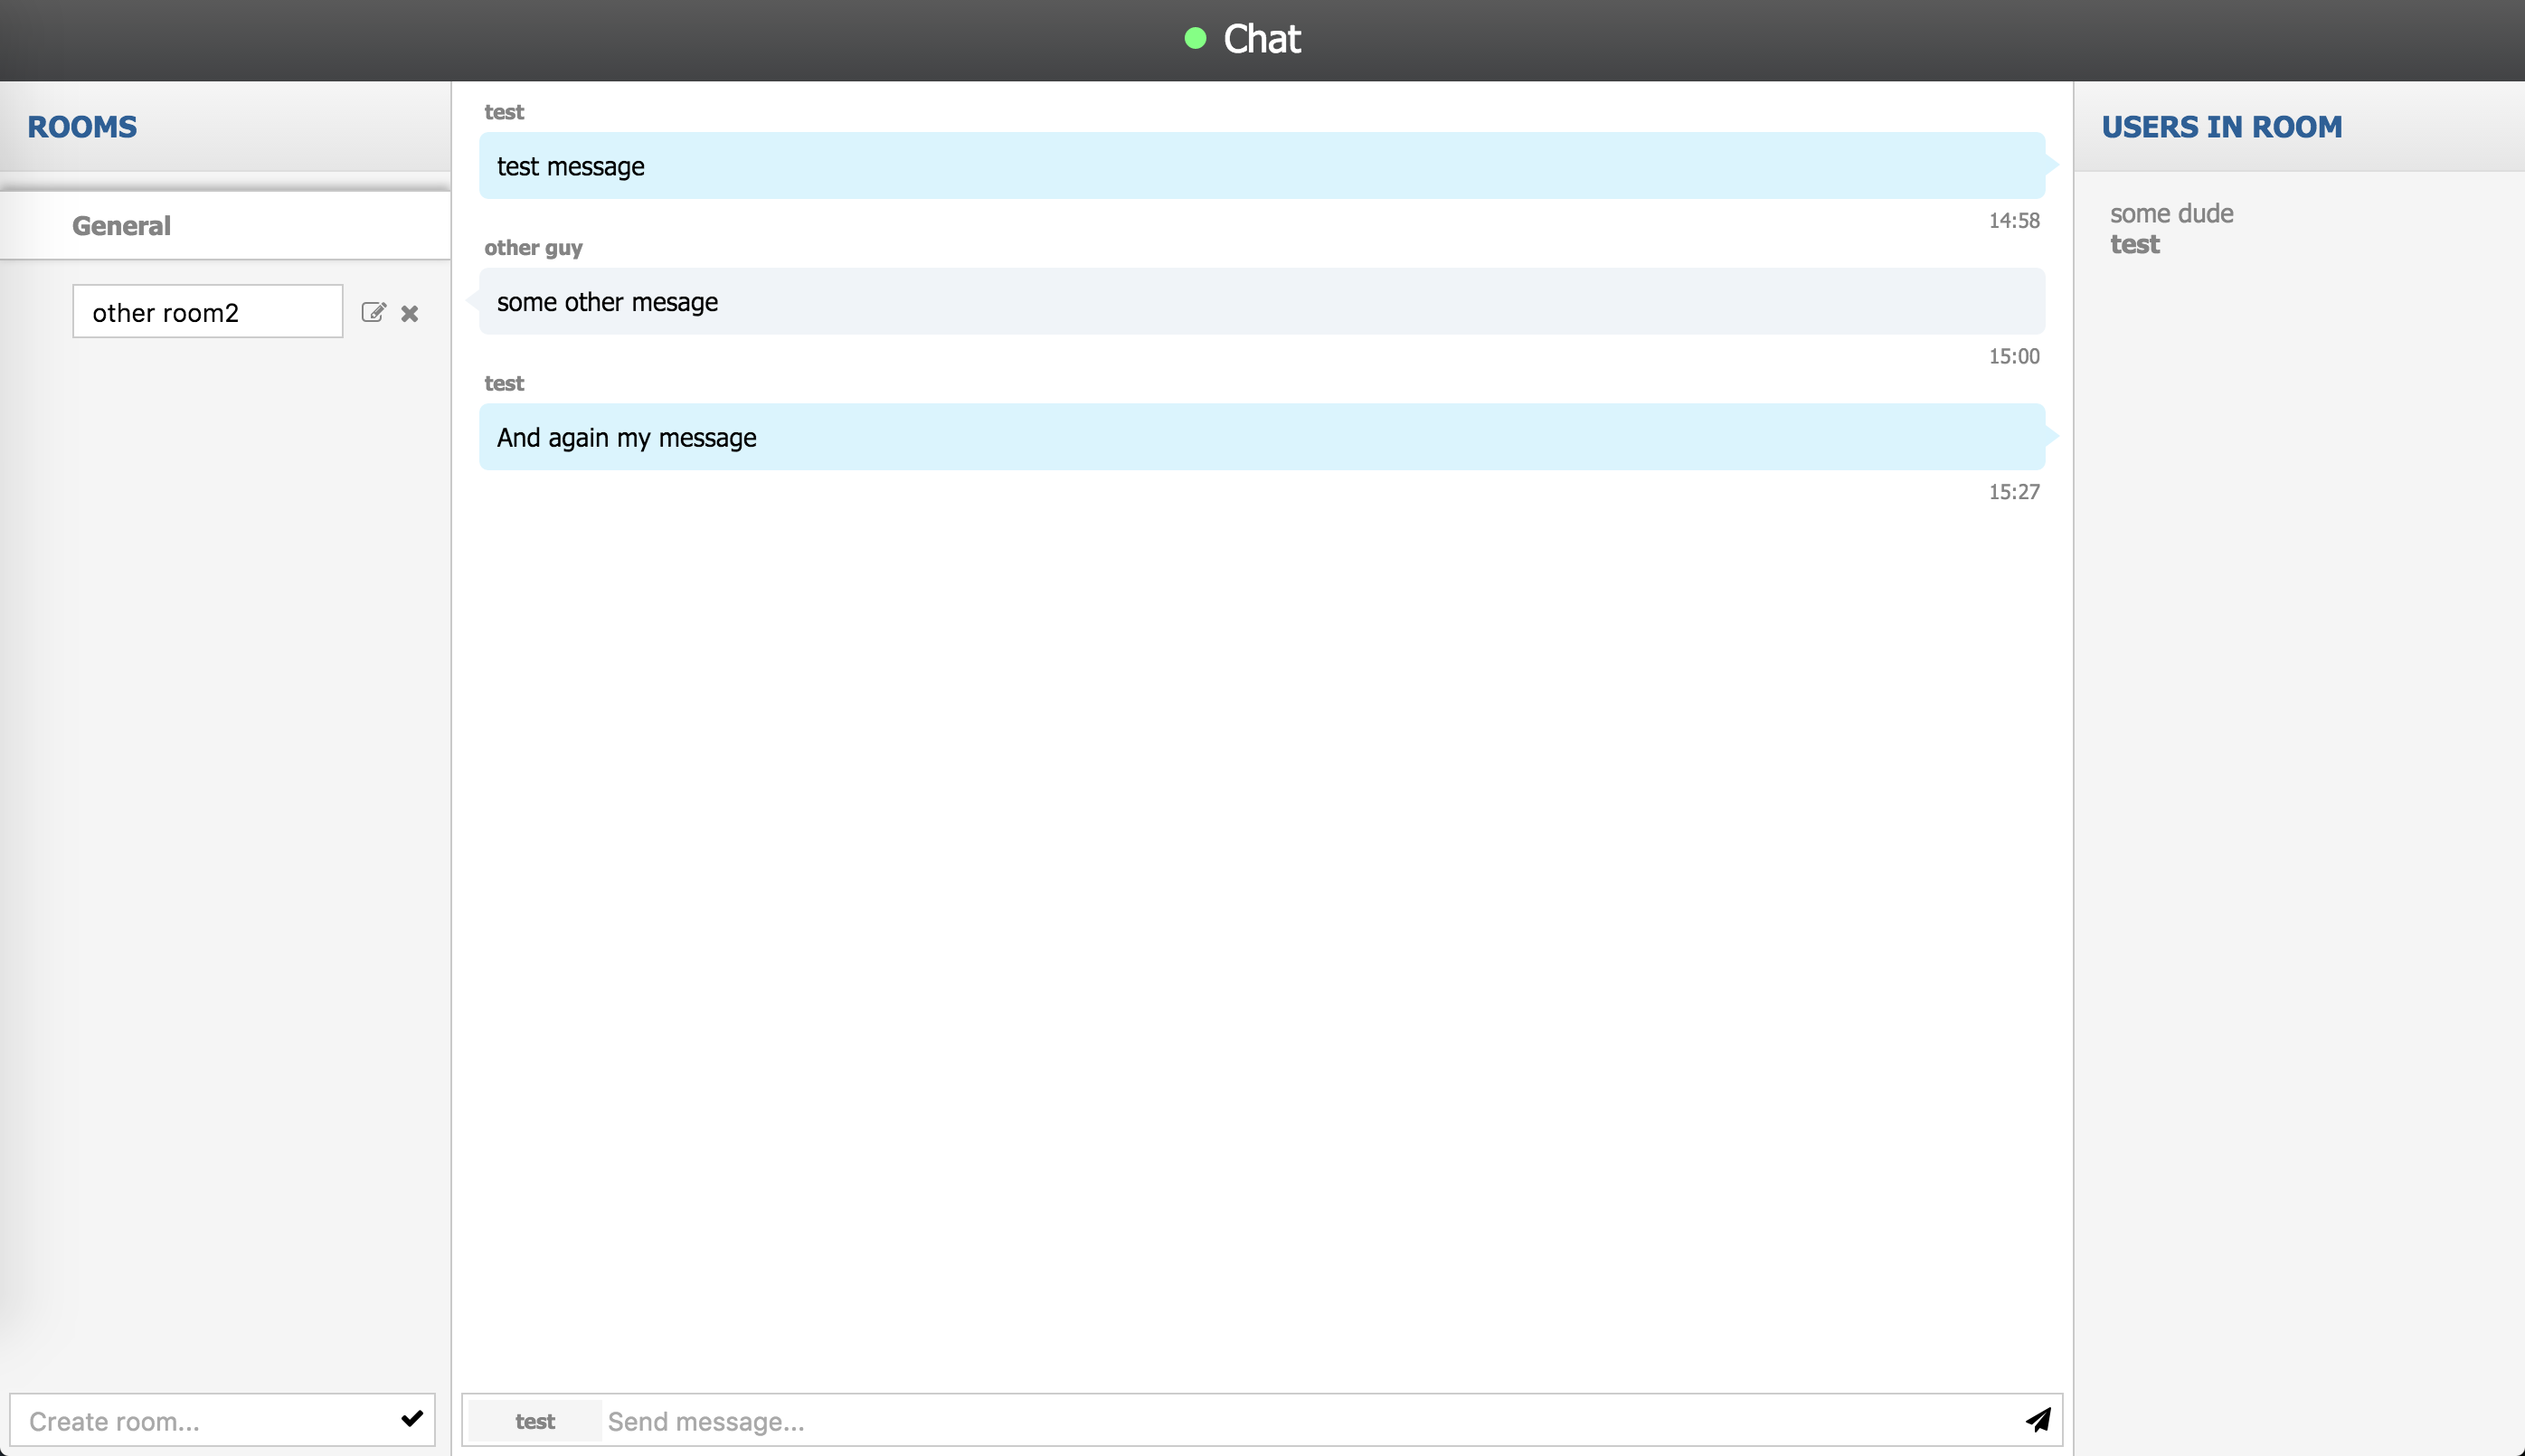 Chat
ROOMS
General
other room2
Create room...
test
test message
14:58
other guy
some other mesage
15:00
test
And again my message
15:27
test Send message...
USERS IN ROOM
some dude
test